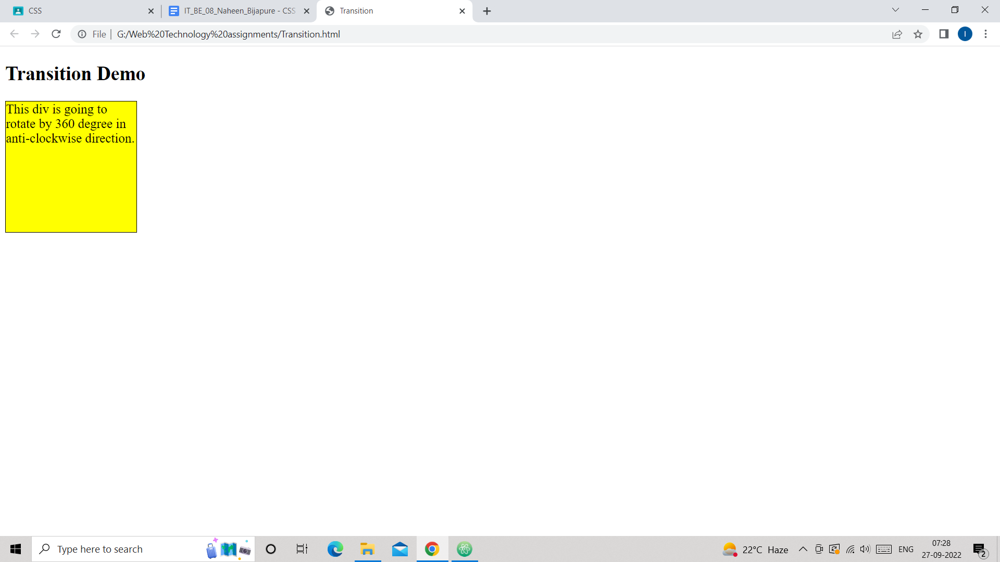 CSS
IT_BE_08_Naheen_Bijapure - CSS
Transition
File
G:/Web%20Technology%20assignments/Transition.html
I
Transition Demo
This div is going to
rotate by 360 degree in
anti-clockwise direction.
Type here to search
22°C Haze
ENG
07:28
27-09-2022
2